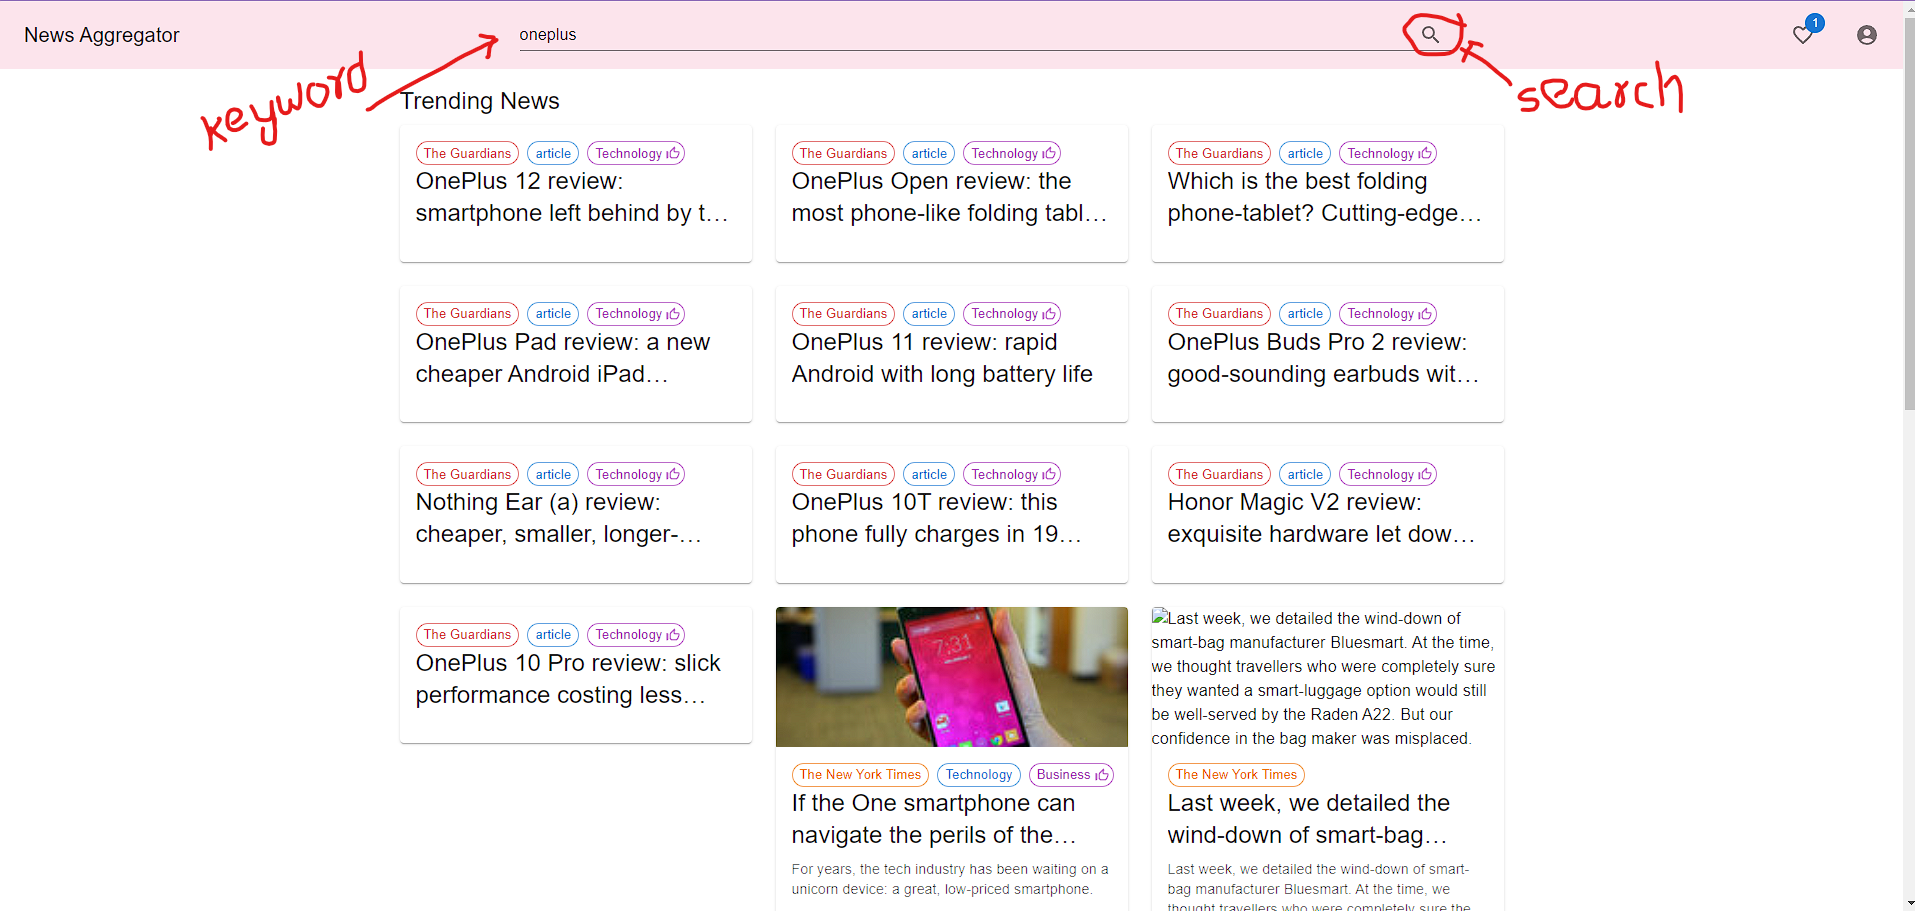 News Aggregator
oneplus
1
keyword
search
Trending News
The Guardians article Technology
OnePlus 12 review:
smartphone left behind by t...
The Guardians article Technology
OnePlus Open review: the
most phone-like folding tabl...
The Guardians article Technology
Which is the best folding
phone-tablet? Cutting-edge...
The Guardians article Technology
OnePlus Pad review: a new
cheaper Android iPad...
The Guardians article Technology
OnePlus 11 review: rapid
Android with long battery life
The Guardians article Technology
OnePlus Buds Pro 2 review:
good-sounding earbuds wit...
The Guardians article Technology
Nothing Ear (a) review:
cheaper, smaller, longer-...
The Guardians article Technology
OnePlus 10T review: this
phone fully charges in 19...
The Guardians article Technology
Honor Magic V2 review:
exquisite hardware let dow...
The Guardians article Technology
OnePlus 10 Pro review: slick
performance costing less...
7:31
The New York Times Technology Business
If the One smartphone can
navigate the perils of the...
For years, the tech industry has been waiting on a
unicorn device: a great, low-priced smartphone.
Last week, we detailed the wind-down of
smart-bag manufacturer Bluesmart. At the time,
we thought travellers who were completely sure
they wanted a smart-luggage option would still
be well-served by the Raden A22. But our
confidence in the bag maker was misplaced.
The New York Times
Last week, we detailed the
wind-down of smart-bag...
Last week, we detailed the wind-down of smart-
bag manufacturer Bluesmart. At the time, we
thought travellers who were completely sure the